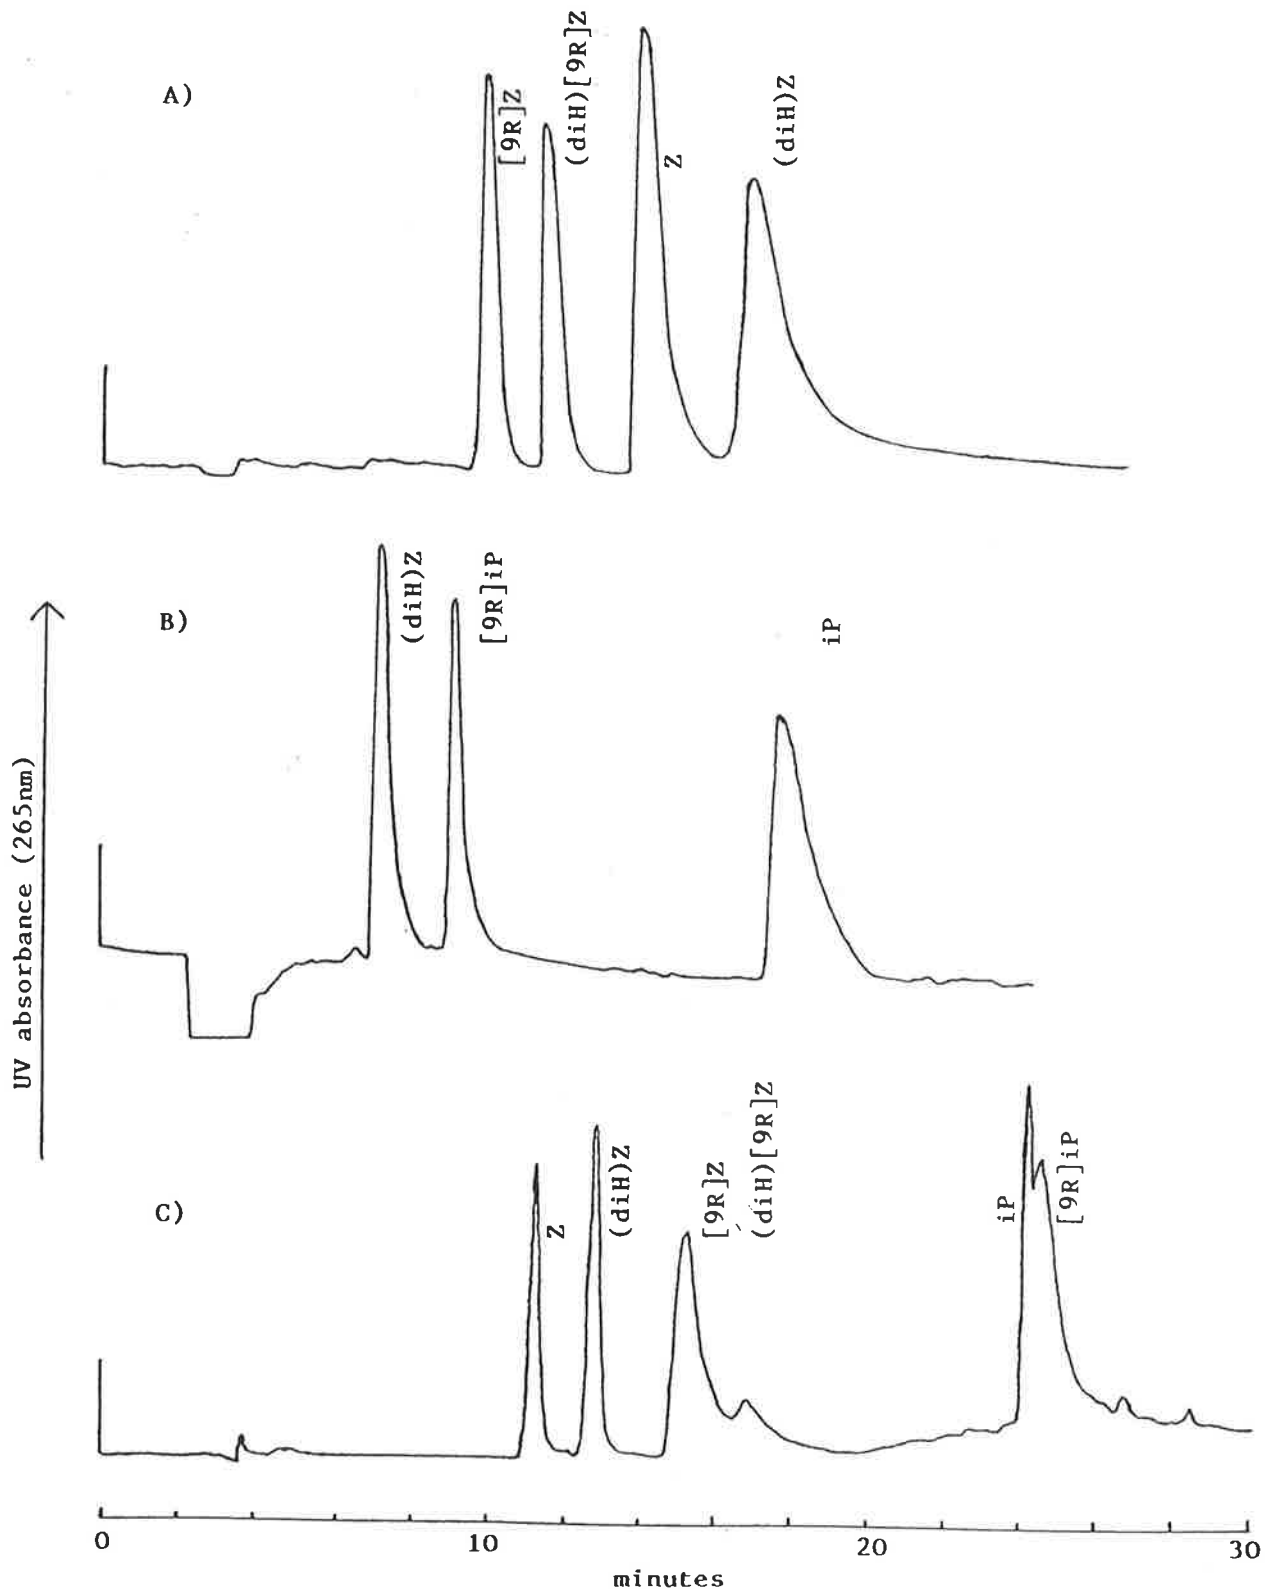 A)
[9R]Z
(diH)[9R]Z
Z
(diH)Z
B)
(diH)Z
[9R]iP
iP
UV absorbance (265nm)
C)
Z
(diH)Z
[9R]Z
(diH)[9R]Z
iP
[9R]iP
0 10 20 30
minutes